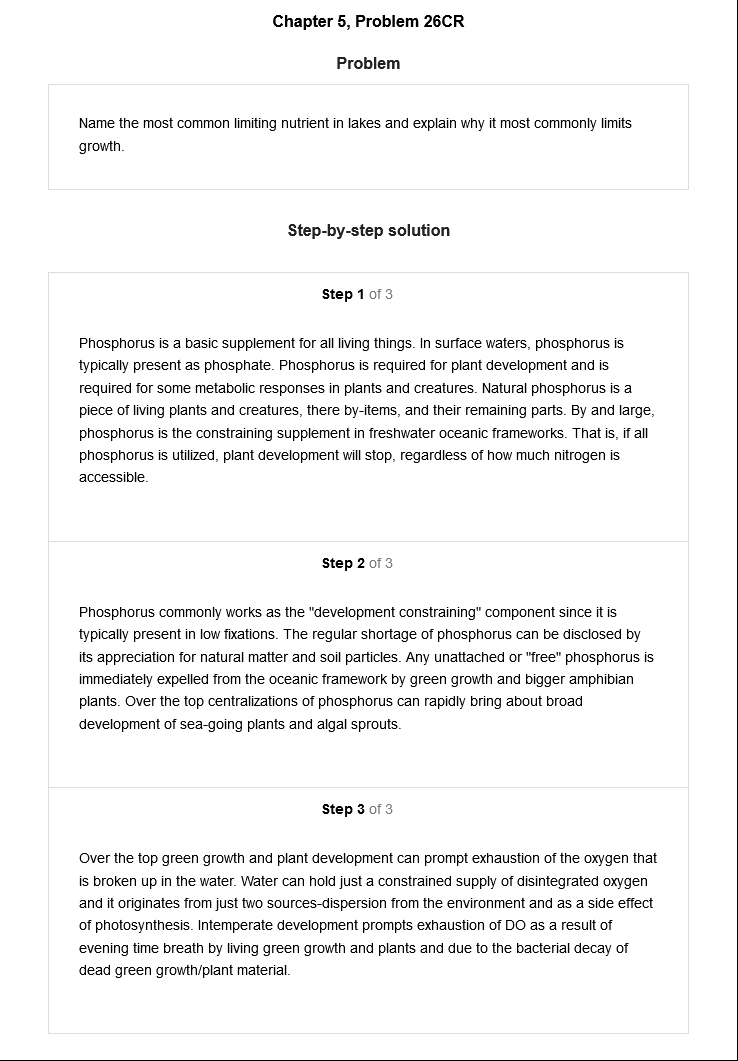 Chapter 5, Problem 26CR
Problem
Name the most common limiting nutrient in lakes and explain why it most commonly limits
growth.
Step-by-step solution
Step 1 of 3
Phosphorus is a basic supplement for all living things. In surface waters, phosphorus is
typically present as phosphate. Phosphorus is required for plant development and is
required for some metabolic responses in plants and creatures. Natural phosphorus is a
piece of living plants and creatures, there by-items, and their remaining parts. By and large,
phosphorus is the constraining supplement in freshwater oceanic frameworks. That is, if all
phosphorus is utilized, plant development will stop, regardless of how much nitrogen is
accessible.
Step 2 of 3
Phosphorus commonly works as the "development constraining" component since it is
typically present in low fixations. The regular shortage of phosphorus can be disclosed by
its appreciation for natural matter and soil particles. Any unattached or "free" phosphorus is
immediately expelled from the oceanic framework by green growth and bigger amphibian
plants. Over the top centralizations of phosphorus can rapidly bring about broad
development of sea-going plants and algal sprouts.
Step 3 of 3
Over the top green growth and plant development can prompt exhaustion of the oxygen that
is broken up in the water. Water can hold just a constrained supply of disintegrated oxygen
and it originates from just two sources-dispersion from the environment and as a side effect
of photosynthesis. Intemperate development prompts exhaustion of DO as a result of
evening time breath by living green growth and plants and due to the bacterial decay of
dead green growth/plant material.